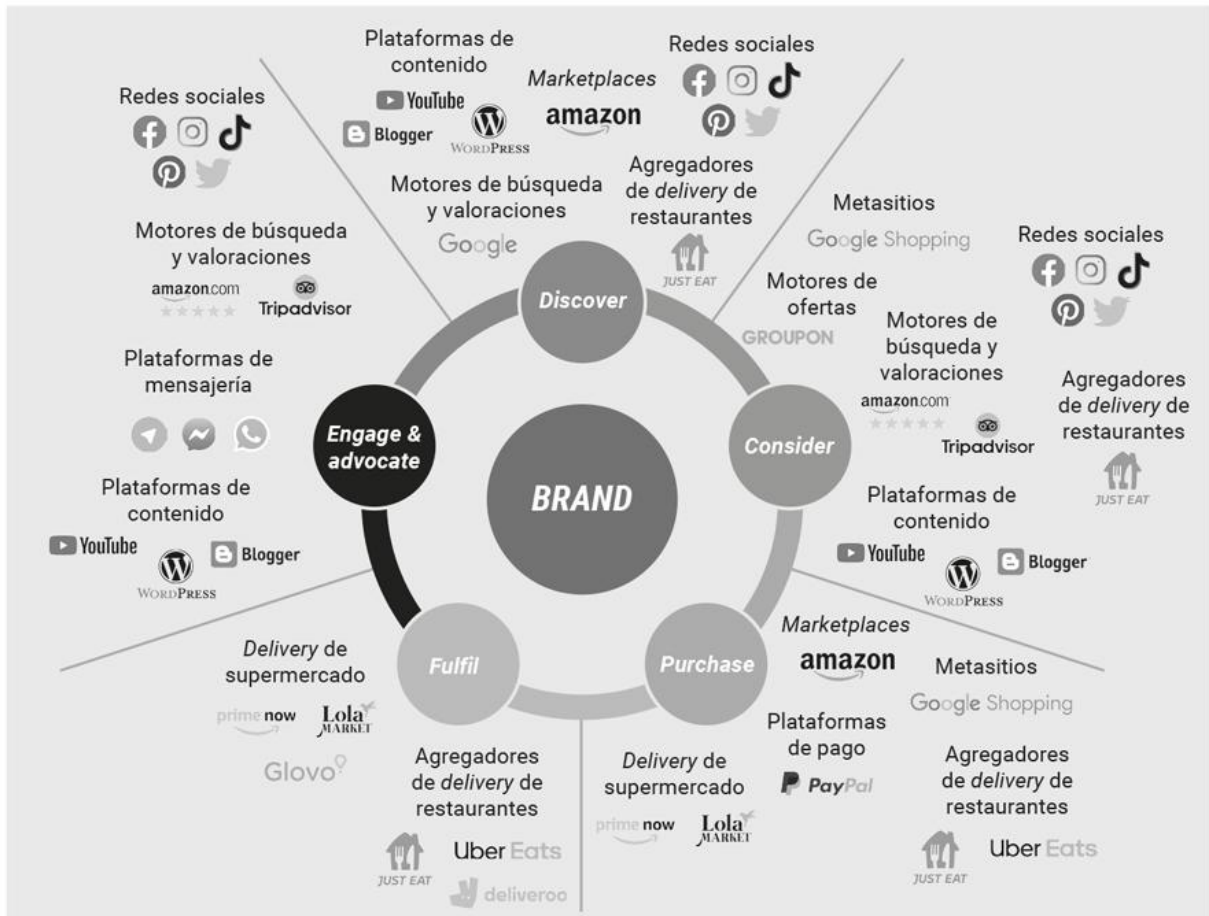 Plataformas de
contenido
YouTube
Blogger
WORDPRESS
Marketplaces
amazon
Redes sociales
Motores de búsqueda
y valoraciones
Google
Agregadores
de delivery de
restaurantes
JUST EAT
Discover
Metasitios
Google Shopping
Motores de
ofertas
GROUPON
Redes sociales
Motores de
búsqueda y
valoraciones
amazon.com
Tripadvisor
Agregadores
de delivery de
restaurantes
JUST EAT
Plataformas de
contenido
YouTube
Blogger
WORDPRESS
Consider
Marketplaces
amazon
Metasitios
Google Shopping
Plataformas
de pago
PayPal
Delivery de
supermercado
prime now
Lola
MARKET
Agregadores
de delivery de
restaurantes
JUST EAT
Uber Eats
Purchase
Delivery de
supermercado
prime now
Lola
MARKET
Glovo
Agregadores
de delivery de
restaurantes
JUST EAT
Uber Eats
deliveroo
Fulfil
Redes sociales
Motores de búsqueda
y valoraciones
amazon.com
Tripadvisor
Plataformas de
mensajería
Plataformas de
contenido
YouTube
Blogger
WORDPRESS
Engage &
advocate
BRAND